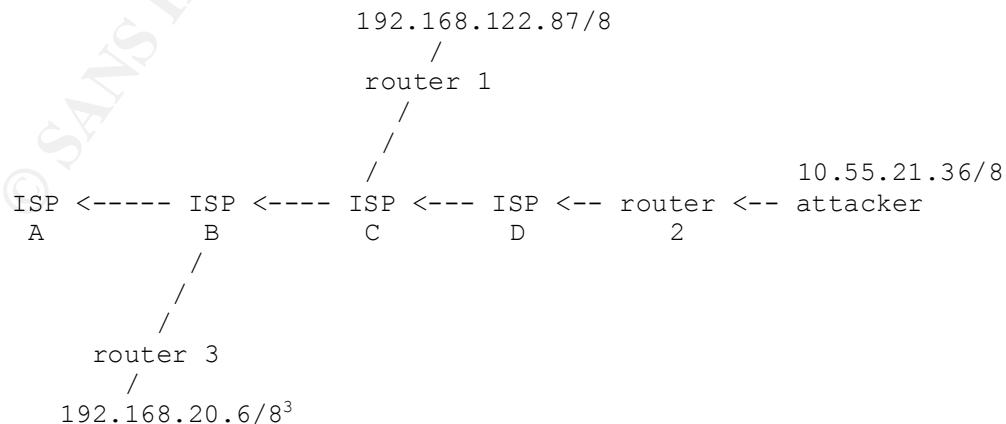 192.168.122.87/8
/
router 1
/
/
/
10.55.21.36/8
ISP <----- ISP <---- ISP <--- ISP <-- router <-- attacker
A B C D 2
/
/
/
router 3
/
192.168.20.6/8³
© SANS